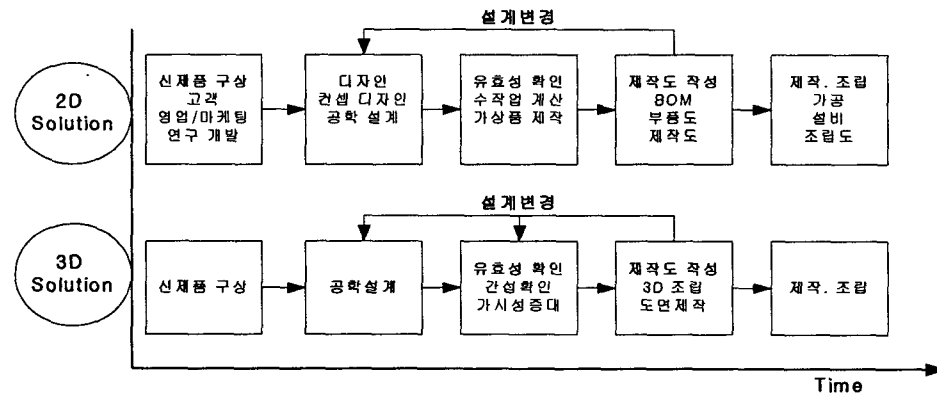 설계변경
2D
Solution
신제품 구상
고객
영업/마케팅
연구 개발
디자인
컨셉 디자인
공학 설계
유효성 확인
수작업 계산
가상품 제작
제작도 작성
BOM
부품도
제작도
제작. 조립
가공
설비
조립도
설계변경
3D
Solution
신제품 구상
공학설계
유효성 확인
간섭확인
가시성증대
제작도 작성
3D 조립
도면제작
제작. 조립
Time